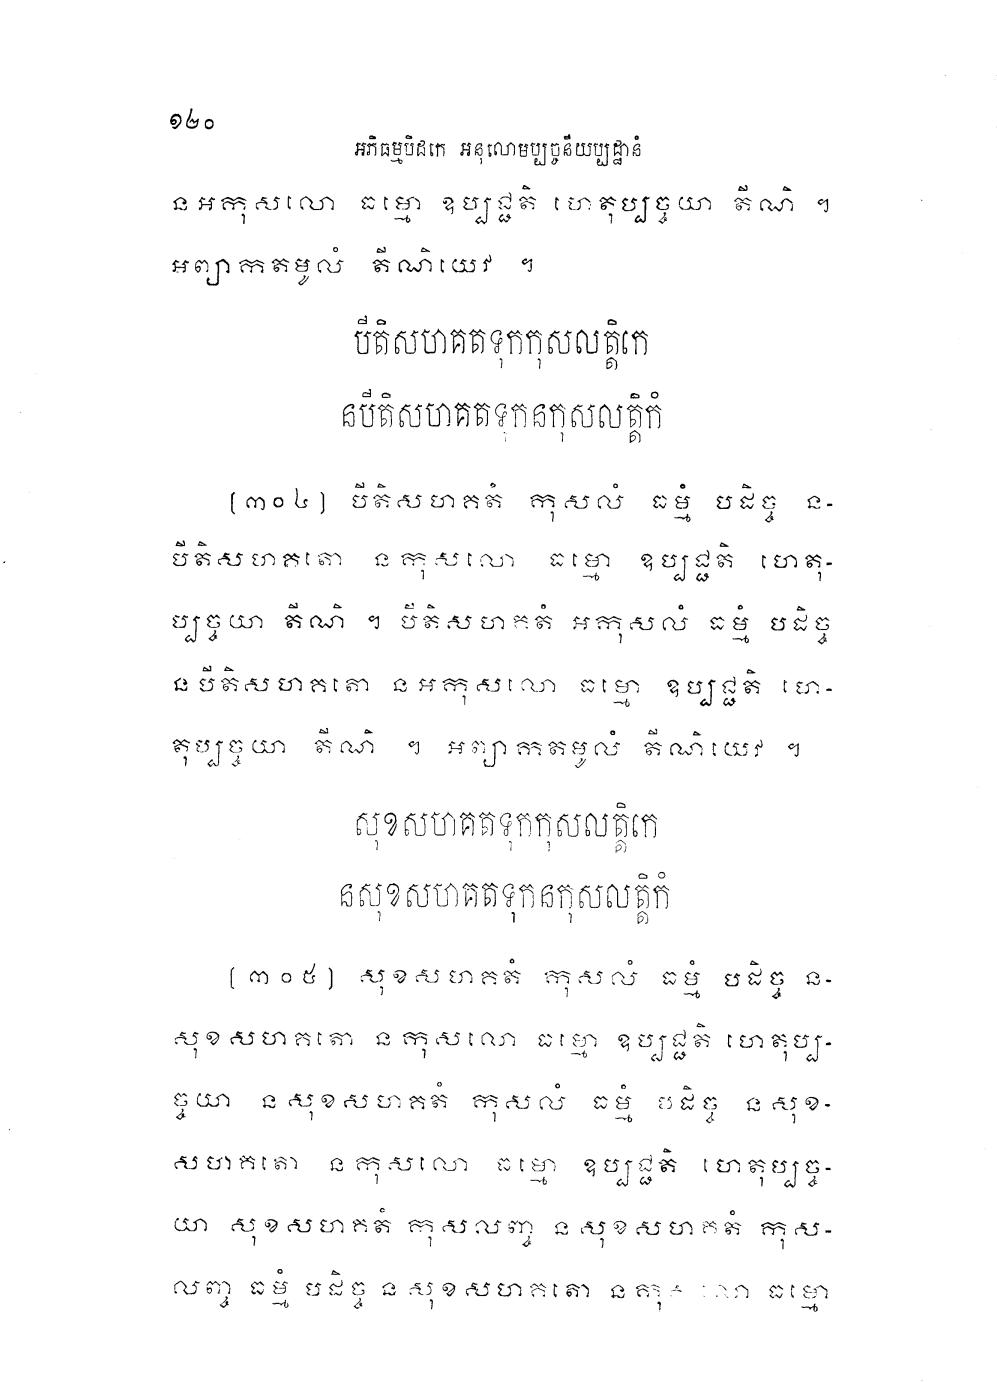 ១២០
អភិធម្មបិដកេ អនុលោមប្បច្ចនីយប្បដ្ឋានំ
នអកុសលោ ធម្មោ ឧប្បជ្ជតិ ហេតុប្បច្ចយា តីណិ ។
អព្យាកតមូលំ តីណិយេវ ។
បីតិសហគតទុកកុសលត្តិកេ
នបីតិសហគតទុកនកុសលត្តិកំ
[៣០៤] បីតិសហគតំ កុសលំ ធម្មំ បដិច្ច ន-
បីតិសហគតោ នកុសលោ ធម្មោ ឧប្បជ្ជតិ ហេតុ-
ប្បច្ចយា តីណិ ។ បីតិសហគតំ អកុសលំ ធម្មំ បដិច្ច
នបីតិសហគតោ នអកុសលោ ធម្មោ ឧប្បជ្ជតិ ហេ-
តុប្បច្ចយា តីណិ ។ អព្យាកតមូលំ តីណិយេវ ។
សុខសហគតទុកកុសលត្តិកេ
នសុខសហគតទុកនកុសលត្តិកំ
[៣០៥] សុខសហគតំ កុសលំ ធម្មំ បដិច្ច ន-
សុខសហគតោ នកុសលោ ធម្មោ ឧប្បជ្ជតិ ហេតុប្ប-
ច្ចយា នសុខសហគតំ កុសលំ ធម្មំ បដិច្ច នសុខ-
សហគតោ នកុសលោ ធម្មោ ឧប្បជ្ជតិ ហេតុប្បច្ច-
យា សុខសហគតំ កុសលញ្ច នសុខសហគតំ កុស-
លញ្ច ធម្មំ បដិច្ច នសុខសហគតោ នកុសលោ ធម្មោ